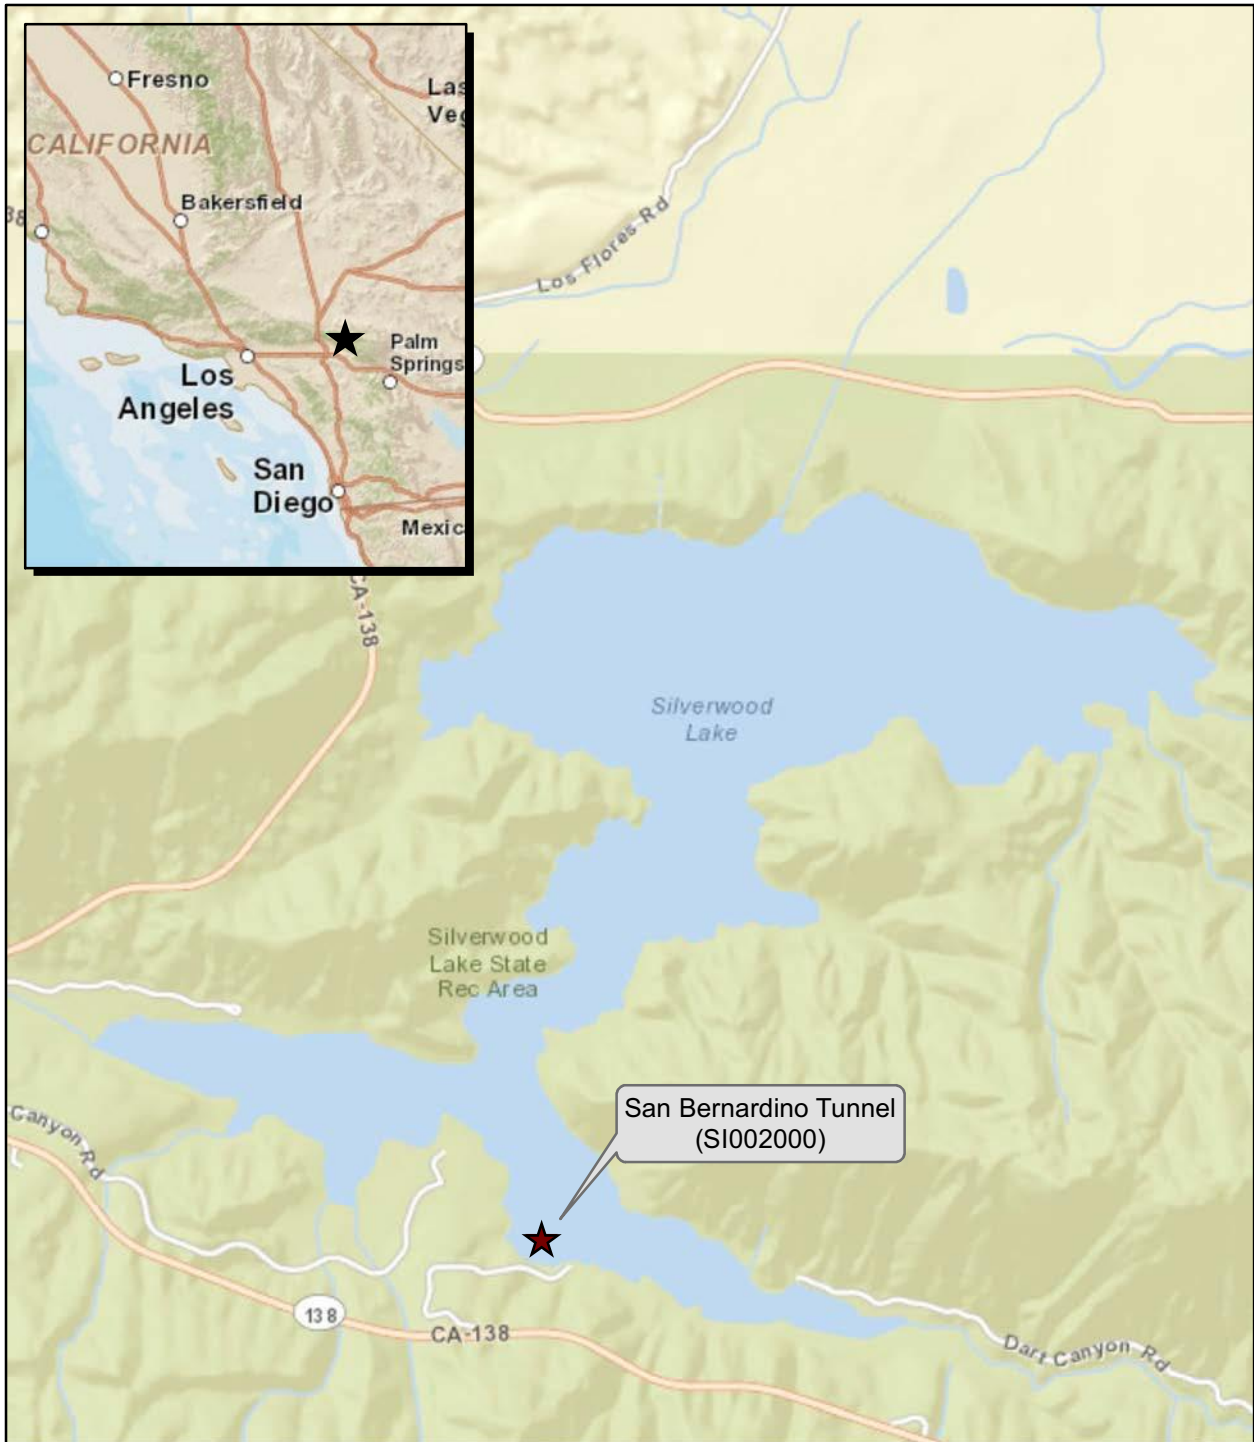 Fresno
Las
Veg
CALIFORNIA
Bakersfield
Palm
Springs
Los
Angeles
San
Diego
Mexic
Los Flores Rd
CA-138
Silverwood
Lake
Silverwood
Lake State
Rec Area
San Bernardino Tunnel
(SI002000)
Canyon Rd
138
CA-138
Dart Canyon Rd